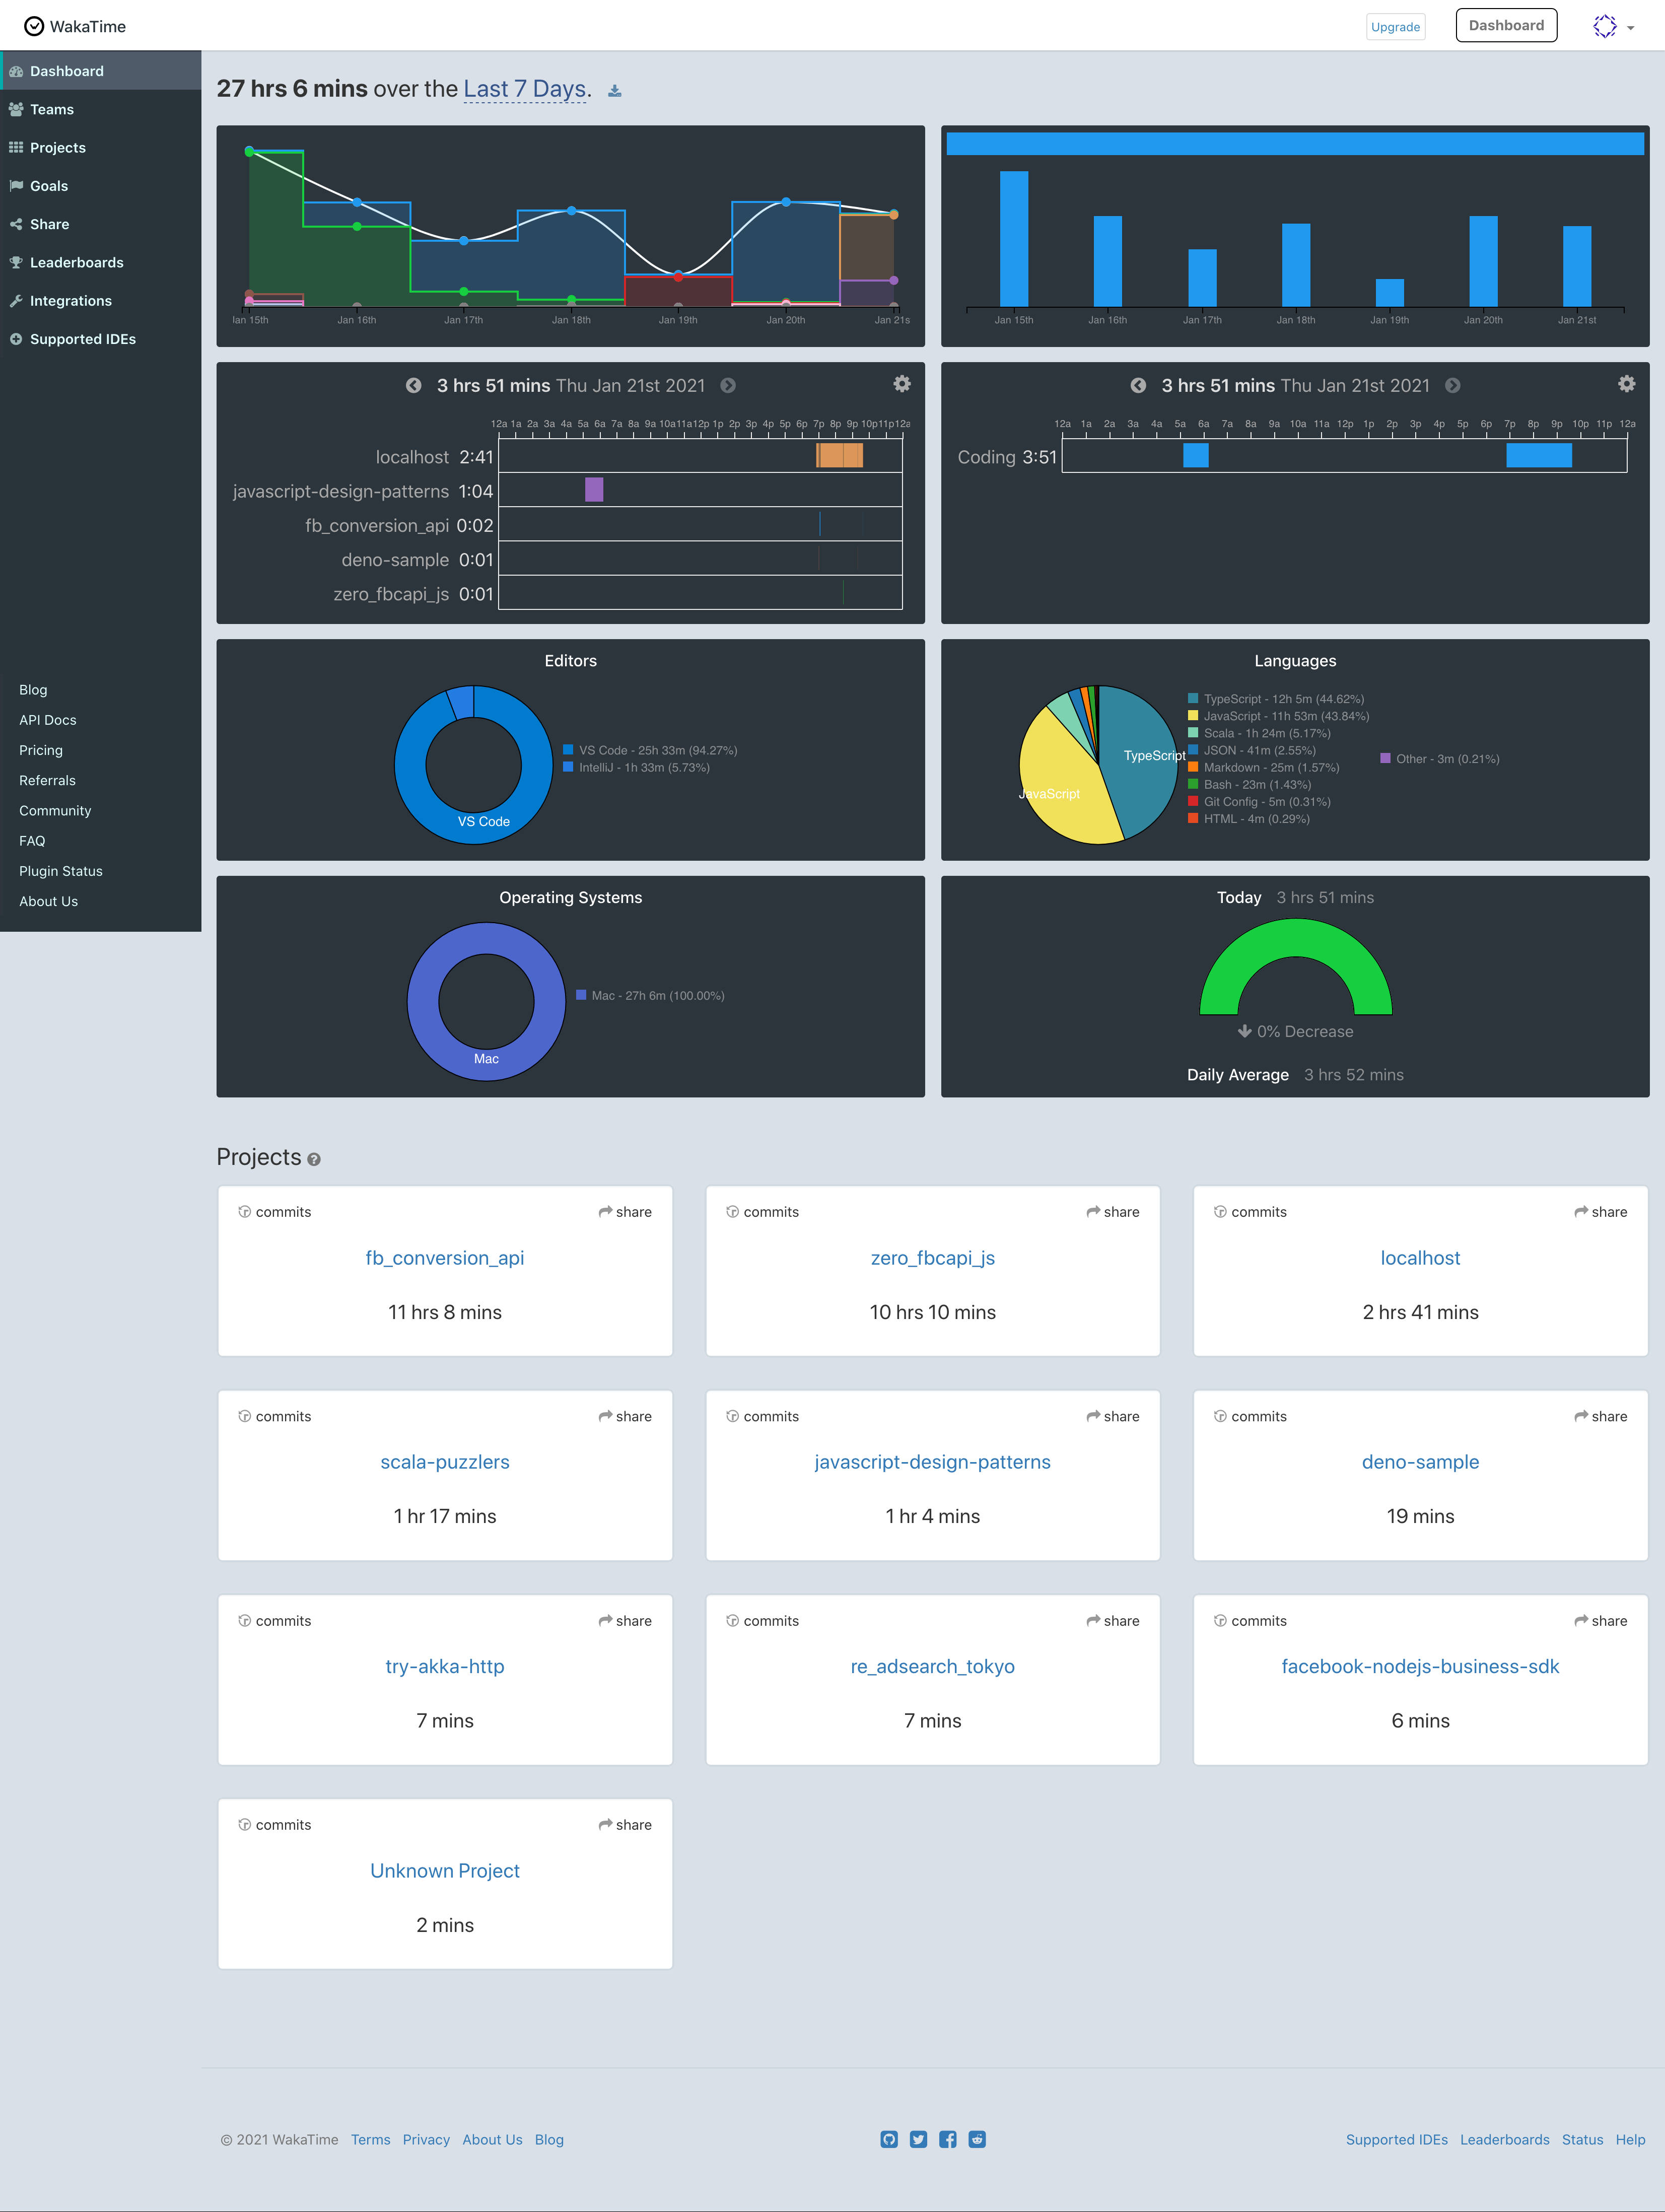 WakaTime
Upgrade
Dashboard
Dashboard
Teams
Projects
Goals
Share
Leaderboards
Integrations
Supported IDEs
Blog
API Docs
Pricing
Referrals
Community
FAQ
Plugin Status
About Us
27 hrs 6 mins over the Last 7 Days.
Jan 15th Jan 16th Jan 17th Jan 18th Jan 19th Jan 20th Jan 21s
Jan 15th Jan 16th Jan 17th Jan 18th Jan 19th Jan 20th Jan 21st
3 hrs 51 mins Thu Jan 21st 2021
12a 1a 2a 3a 4a 5a 6a 7a 8a 9a 10a 11a 12p 1p 2p 3p 4p 5p 6p 7p 8p 9p 10p 11p 12a
localhost 2:41
javascript-design-patterns 1:04
fb_conversion_api 0:02
deno-sample 0:01
zero_fbcapi_js 0:01
3 hrs 51 mins Thu Jan 21st 2021
12a 1a 2a 3a 4a 5a 6a 7a 8a 9a 10a 11a 12p 1p 2p 3p 4p 5p 6p 7p 8p 9p 10p 11p 12a
Coding 3:51
Editors
VS Code - 25h 33m (94.27%)
IntelliJ - 1h 33m (5.73%)
VS Code
Languages
TypeScript - 12h 5m (44.62%)
JavaScript - 11h 53m (43.84%)
Scala - 1h 24m (5.17%)
JSON - 41m (2.55%)
Markdown - 25m (1.57%)
Bash - 23m (1.43%)
Git Config - 5m (0.31%)
HTML - 4m (0.29%)
Other - 3m (0.21%)
TypeScript
JavaScript
Operating Systems
Mac - 27h 6m (100.00%)
Mac
Today 3 hrs 51 mins
0% Decrease
Daily Average 3 hrs 52 mins
Projects
commits share
fb_conversion_api
11 hrs 8 mins
commits share
zero_fbcapi_js
10 hrs 10 mins
commits share
localhost
2 hrs 41 mins
commits share
scala-puzzlers
1 hr 17 mins
commits share
javascript-design-patterns
1 hr 4 mins
commits share
deno-sample
19 mins
commits share
try-akka-http
7 mins
commits share
re_adsearch_tokyo
7 mins
commits share
facebook-nodejs-business-sdk
6 mins
commits share
Unknown Project
2 mins
© 2021 WakaTime Terms Privacy About Us Blog
Supported IDEs Leaderboards Status Help